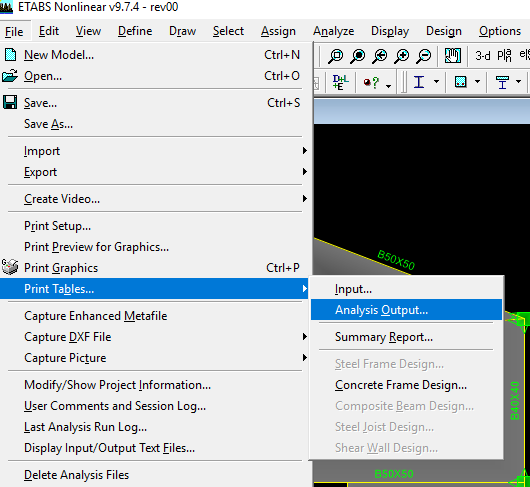 ETABS Nonlinear v9.7.4 - rev00
File Edit View Define Draw Select Assign Analyze Display Design Options
New Model... Ctrl+N
Open... Ctrl+O
3-d
D+L
+E
Save... Ctrl+S
Save As...
Import
Export
Create Video...
Print Setup...
Print Preview for Graphics...
Print Graphics Ctrl+P
Print Tables...
Capture Enhanced Metafile
Capture DXF File
Capture Picture
Modify/Show Project Information...
User Comments and Session Log...
Last Analysis Run Log...
Display Input/Output Text Files...
Delete Analysis Files
Input...
Analysis Output...
Summary Report...
Steel Frame Design...
Concrete Frame Design...
Composite Beam Design...
Steel Joist Design...
Shear Wall Design...
B50X50
B40X40
B50X50